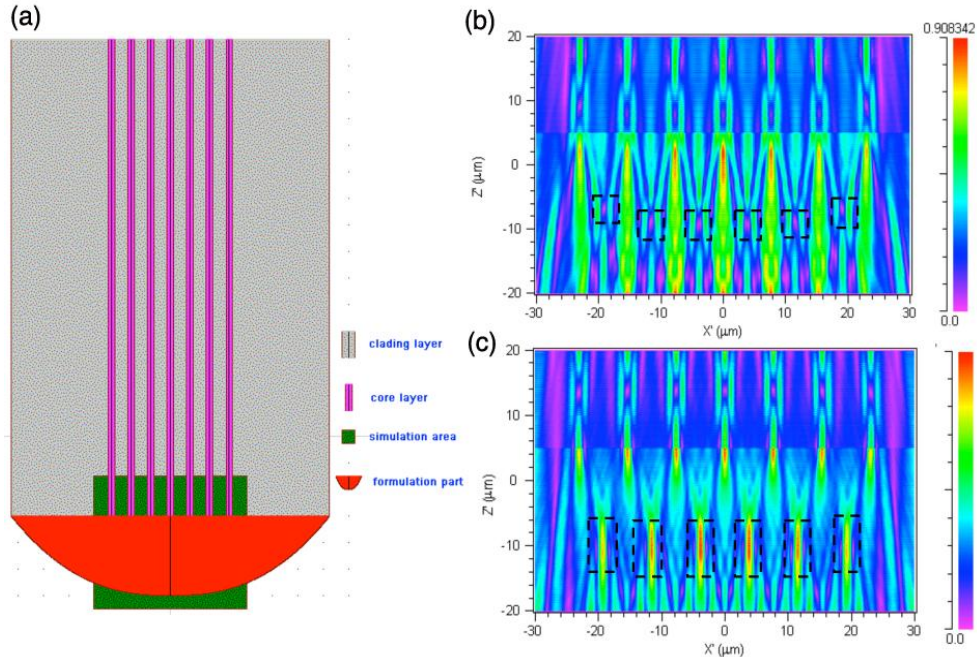 (a)
clading layer
core layer
simulation area
formulation part
(b)
0.908342
20
10
0
-10
-20
Z' (μm)
-30
-20
-10
0
10
20
30
X' (μm)
0.0
(c)
20
10
0
-10
-20
Z' (μm)
-30
-20
-10
0
10
20
30
X' (μm)
0.0